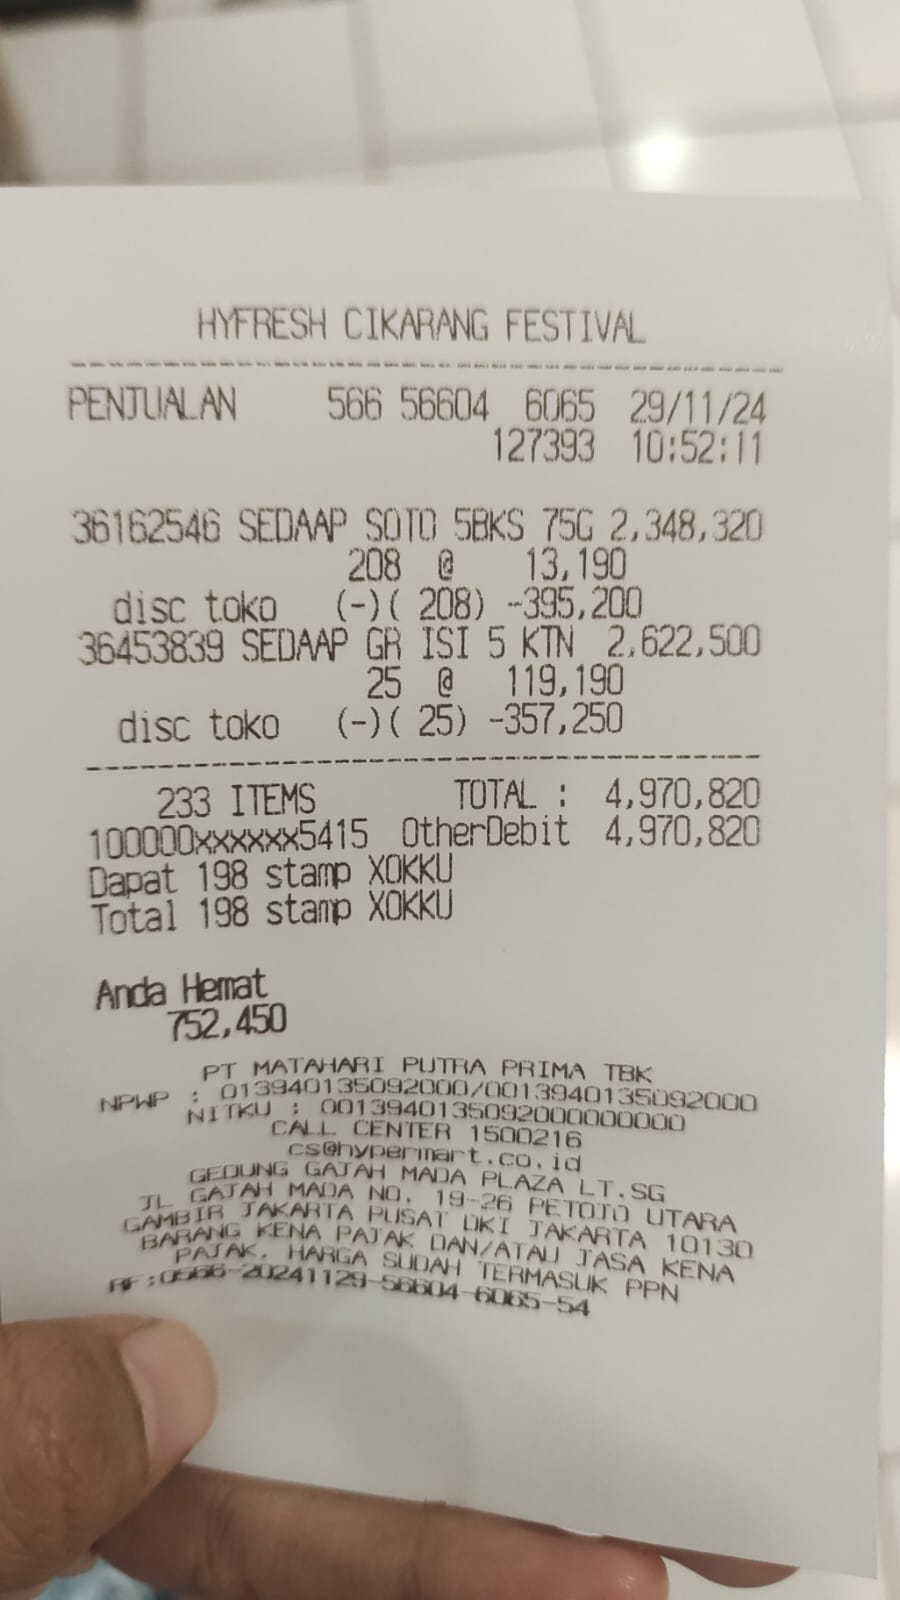 HYFRESH CIKARANG FESTIVAL
PENJUALAN 566 56604 6065 29/11/24
127393 10:52:11
36162546 SEDAAP SOTO 5BKS 75G 2,348,320
208 @ 13,190
disc toko (-)( 208) -395,200
36453839 SEDAAP GR ISI 5 KTN 2,622,500
25 @ 119,190
disc toko (-)( 25) -357,250
233 ITEMS TOTAL : 4,970,820
100000xxxxxx5415 OtherDebit 4,970,820
Dapat 198 stamp XOKKU
Total 198 stamp XOKKU
Anda Hemat
752,450
PT MATAHARI PUTRA PRIMA TBK
NPWP : 013940135092000/0013940135092000
NITKU : 0013940135092000000000
CALL CENTER 1500216
cs@hypermart.co.id
GEDUNG GAJAH MADA PLAZA LT.SG
JL GAJAH MADA NO. 19-26 PETOJO UTARA
GAMBIR JAKARTA PUSAT DKI JAKARTA 10130
BARANG KENA PAJAK DAN/ATAU JASA KENA
PAJAK, HARGA SUDAH TERMASUK PPN
RF:0566-20241129-56604-6065-54